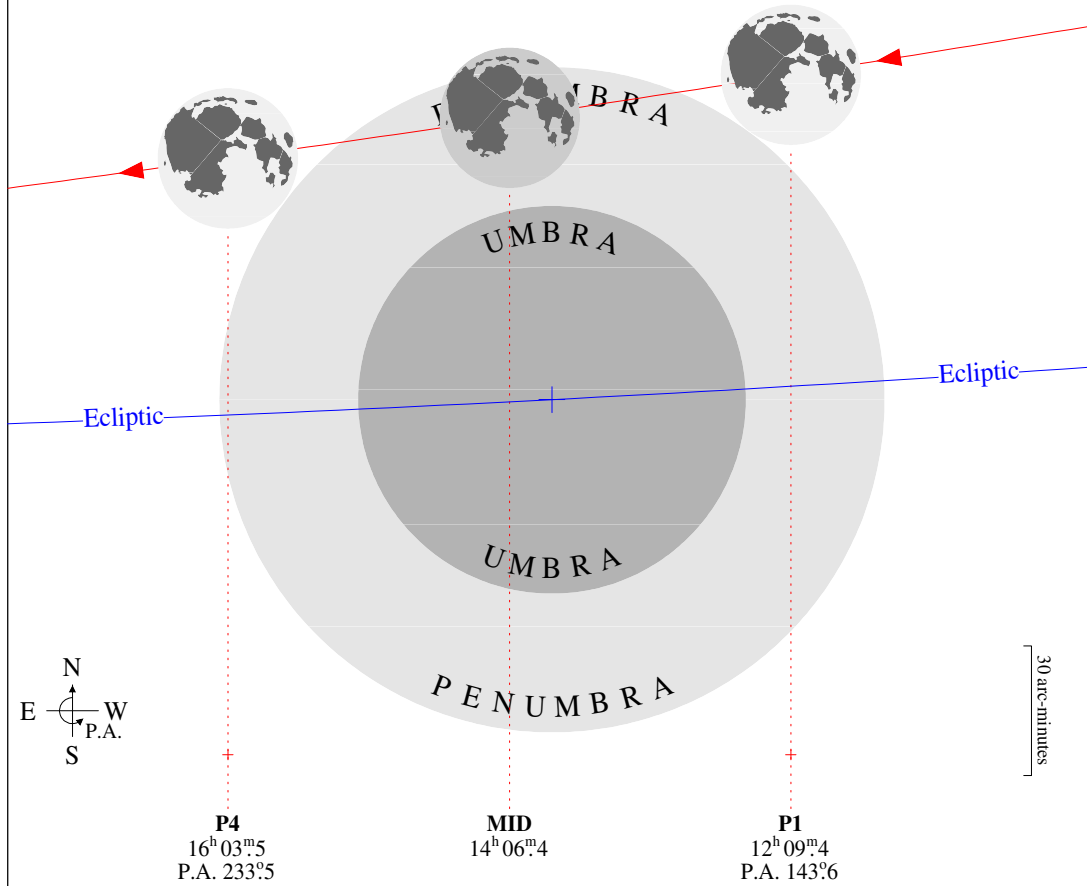 MBRA
UMBRA
Ecliptic
Ecliptic
UMBRA
PENUMBRA
30 arc-minutes
N
E W
P.A.
S
P4
16ʰ 03ᵐ.5
P.A. 233°.5
MID
14ʰ 06ᵐ.4
P1
12ʰ 09ᵐ.4
P.A. 143°.6